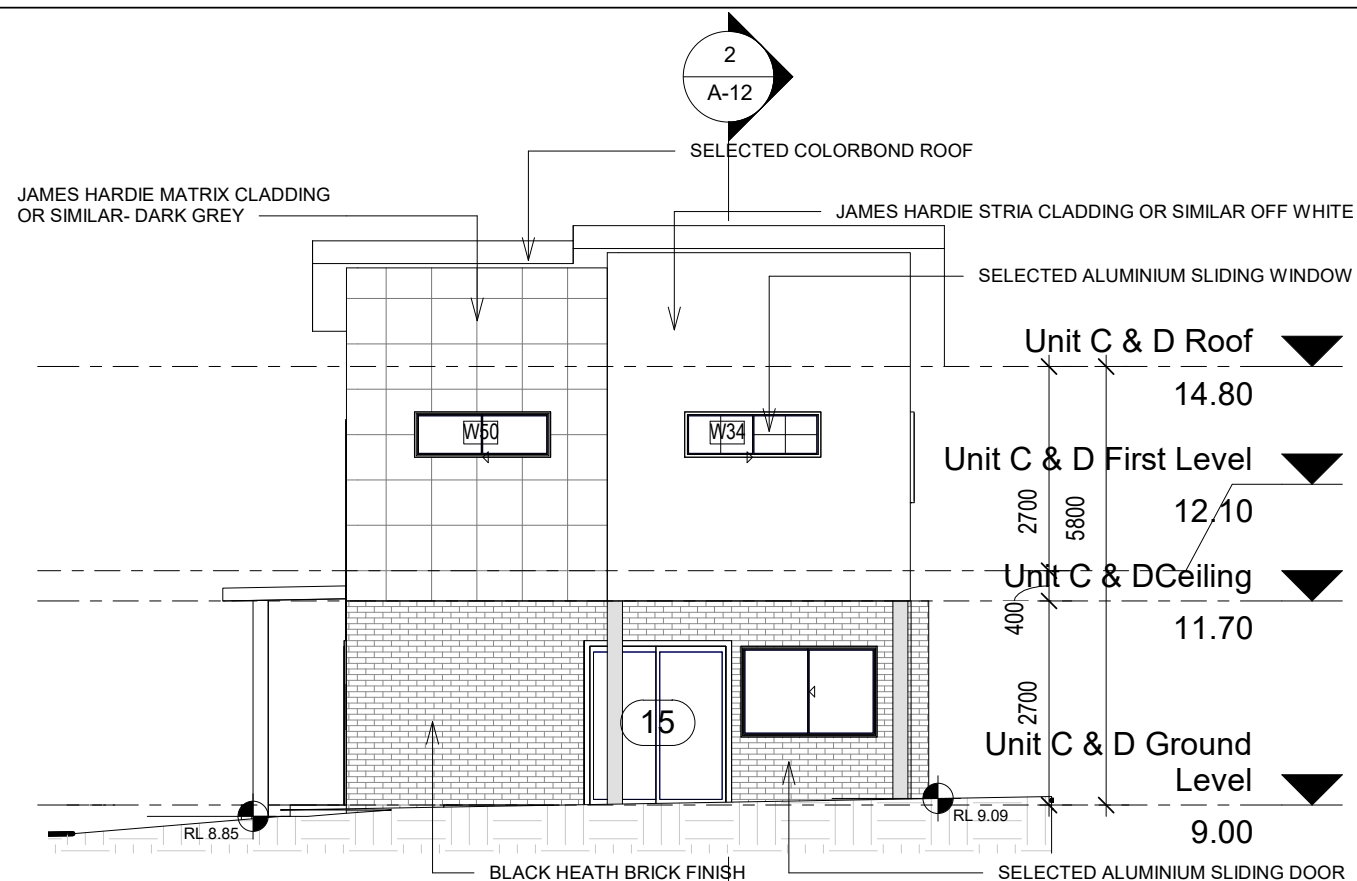 2
A-12
SELECTED COLORBOND ROOF
JAMES HARDIE MATRIX CLADDING
OR SIMILAR- DARK GREY
JAMES HARDIE STRIA CLADDING OR SIMILAR OFF WHITE
SELECTED ALUMINIUM SLIDING WINDOW
Unit C & D Roof
14.80
W50
W34
Unit C & D First Level
12.10
2700
5800
Unit C & DCeiling
11.70
400
2700
15
Unit C & D Ground
Level
9.00
RL 8.85
RL 9.09
BLACK HEATH BRICK FINISH
SELECTED ALUMINIUM SLIDING DOOR